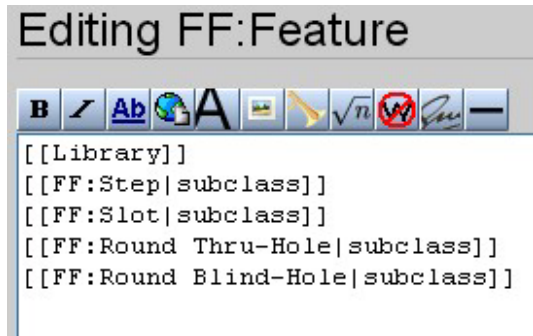 Editing FF:Feature
B I Ab A √n W
[[Library]]
[[FF:Step|subclass]]
[[FF:Slot|subclass]]
[[FF:Round Thru-Hole|subclass]]
[[FF:Round Blind-Hole|subclass]]